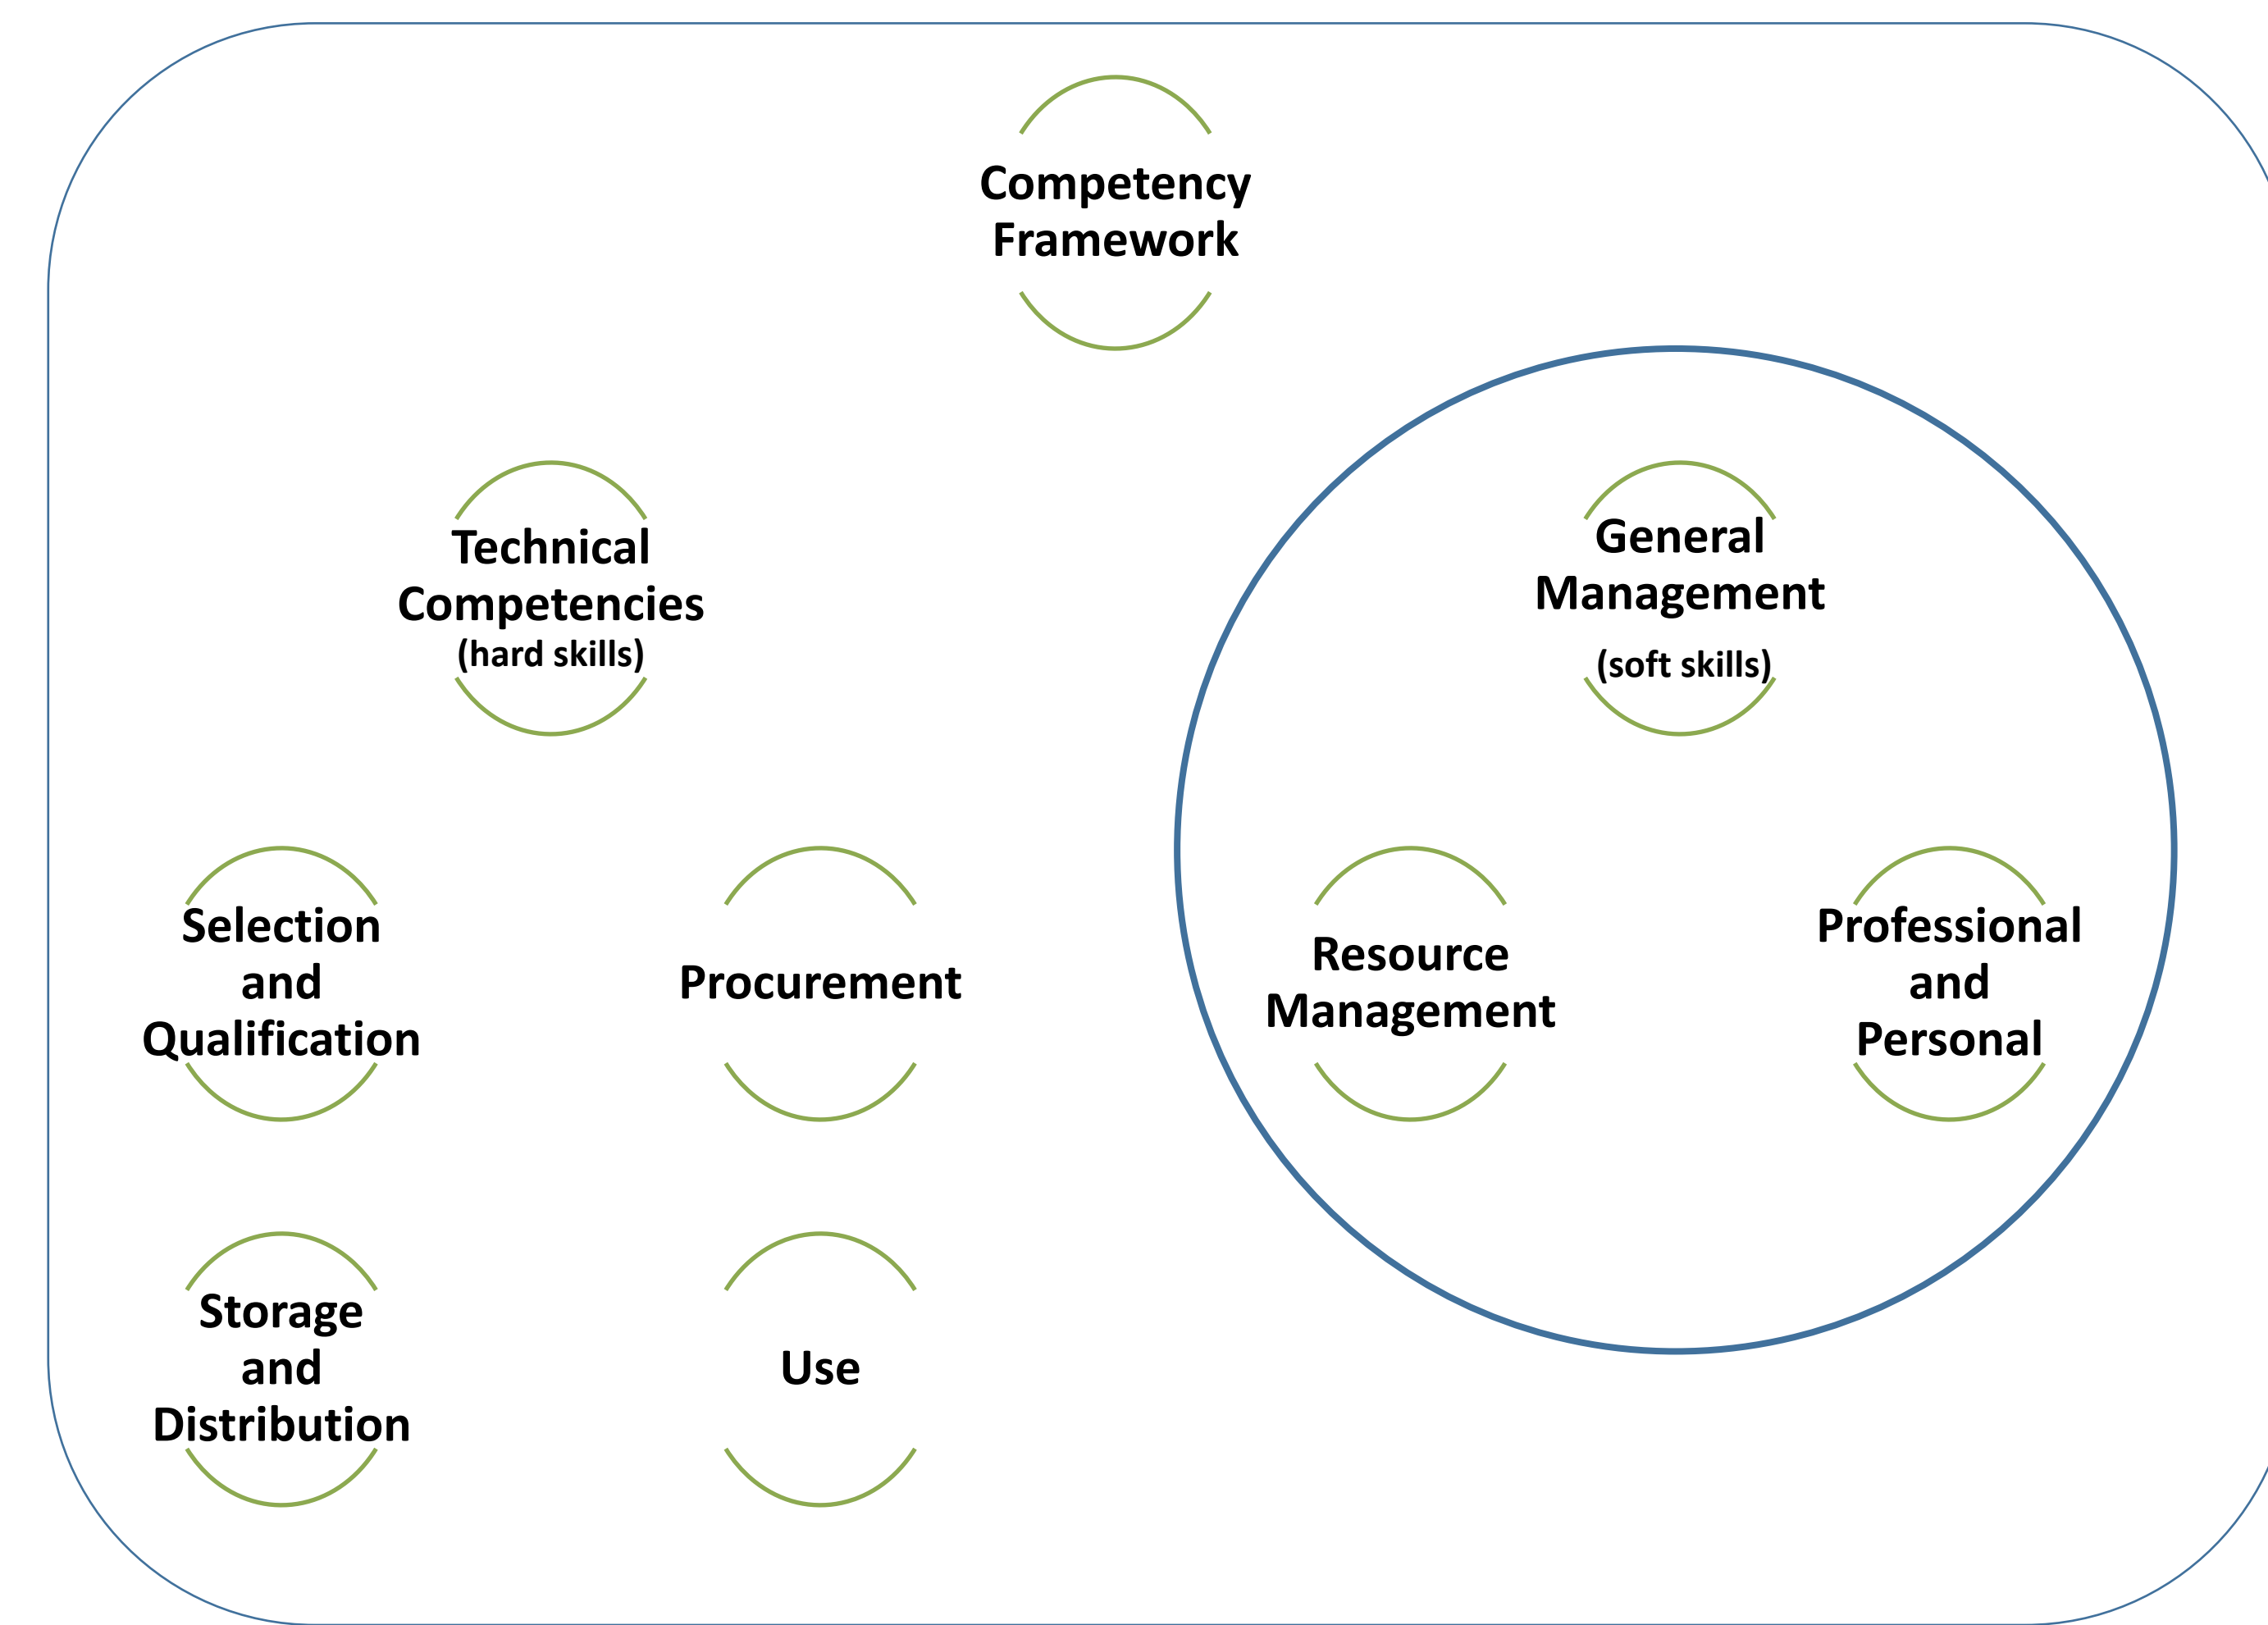 Competency
Framework
Technical
Competencies
(hard skills)
General
Management
(soft skills)
Selection
and
Qualification
Procurement
Resource
Management
Professional
and
Personal
Storage
and
Distribution
Use